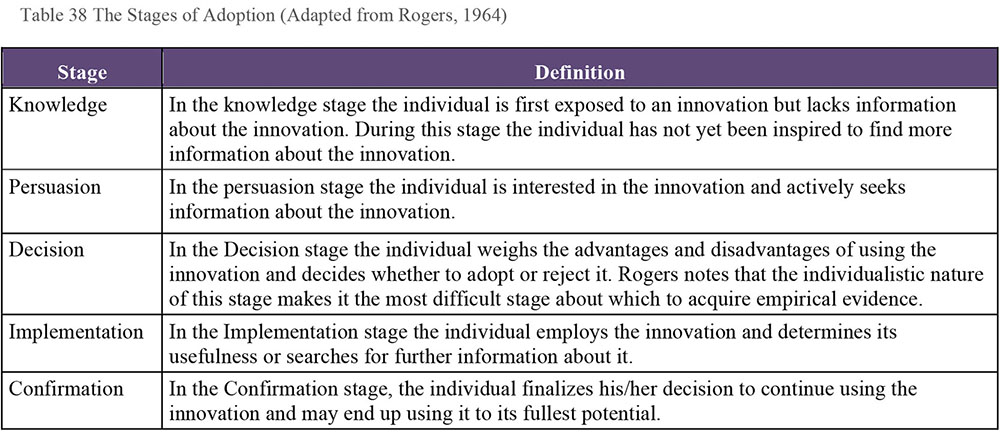 Table 38 The Stages of Adoption (Adapted from Rogers, 1964)
Stage Definition
Knowledge In the knowledge stage the individual is first exposed to an innovation but lacks information
about the innovation. During this stage the individual has not yet been inspired to find more
information about the innovation.
Persuasion In the persuasion stage the individual is interested in the innovation and actively seeks
information about the innovation.
Decision In the Decision stage the individual weighs the advantages and disadvantages of using the
innovation and decides whether to adopt or reject it. Rogers notes that the individualistic nature
of this stage makes it the most difficult stage about which to acquire empirical evidence.
Implementation In the Implementation stage the individual employs the innovation and determines its
usefulness or searches for further information about it.
Confirmation In the Confirmation stage, the individual finalizes his/her decision to continue using the
innovation and may end up using it to its fullest potential.